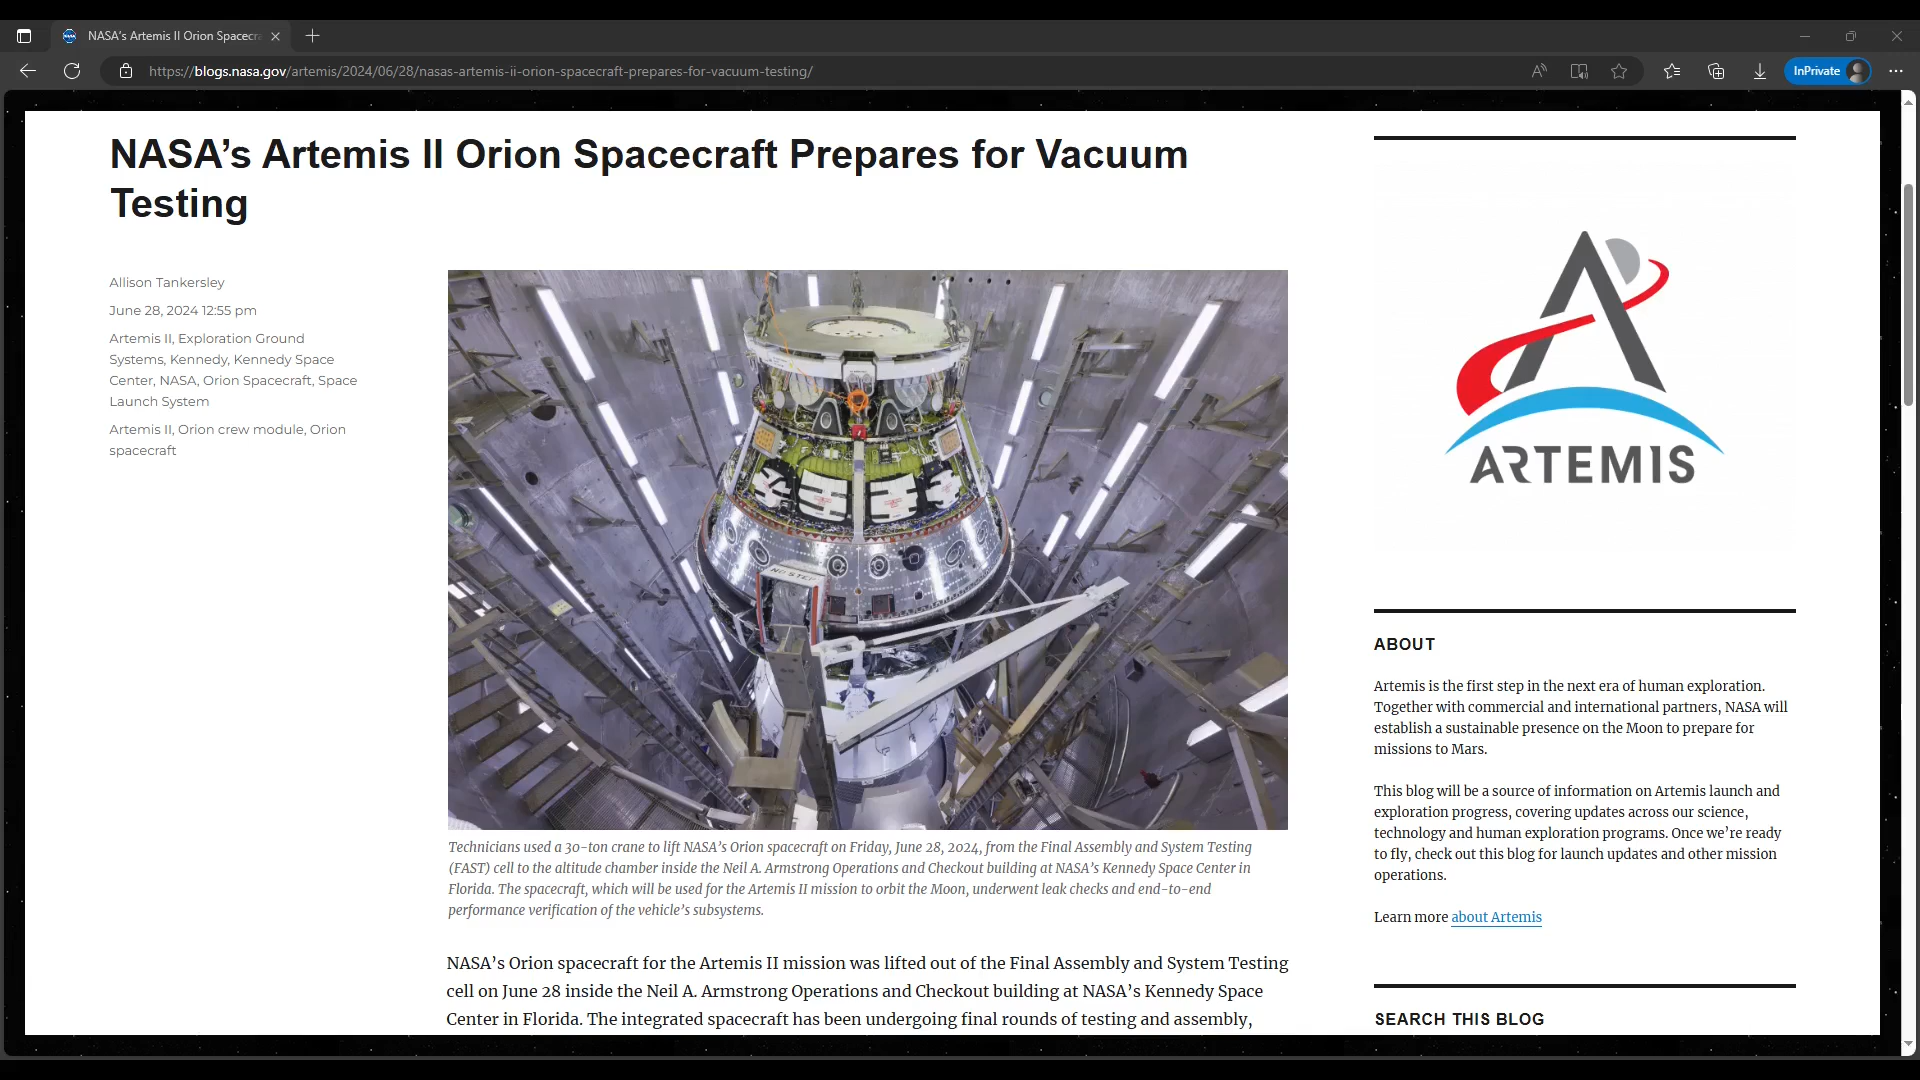 NASA's Artemis II Orion Spacecra
https://blogs.nasa.gov/artemis/2024/06/28/nasas-artemis-ii-orion-spacecraft-prepares-for-vacuum-testing/
InPrivate
NASA’s Artemis II Orion Spacecraft Prepares for Vacuum
Testing
Allison Tankersley
June 28, 2024 12:55 pm
Artemis II, Exploration Ground
Systems, Kennedy, Kennedy Space
Center, NASA, Orion Spacecraft, Space
Launch System
Artemis II, Orion crew module, Orion
spacecraft
NO STEP
Technicians used a 30-ton crane to lift NASA’s Orion spacecraft on Friday, June 28, 2024, from the Final Assembly and System Testing
(FAST) cell to the altitude chamber inside the Neil A. Armstrong Operations and Checkout building at NASA’s Kennedy Space Center in
Florida. The spacecraft, which will be used for the Artemis II mission to orbit the Moon, underwent leak checks and end-to-end
performance verification of the vehicle’s subsystems.
NASA’s Orion spacecraft for the Artemis II mission was lifted out of the Final Assembly and System Testing
cell on June 28 inside the Neil A. Armstrong Operations and Checkout building at NASA’s Kennedy Space
Center in Florida. The integrated spacecraft has been undergoing final rounds of testing and assembly,
ARTEMIS
ABOUT
Artemis is the first step in the next era of human exploration.
Together with commercial and international partners, NASA will
establish a sustainable presence on the Moon to prepare for
missions to Mars.
This blog will be a source of information on Artemis launch and
exploration progress, covering updates across our science,
technology and human exploration programs. Once we’re ready
to fly, check out this blog for launch updates and other mission
operations.
Learn more about Artemis
SEARCH THIS BLOG